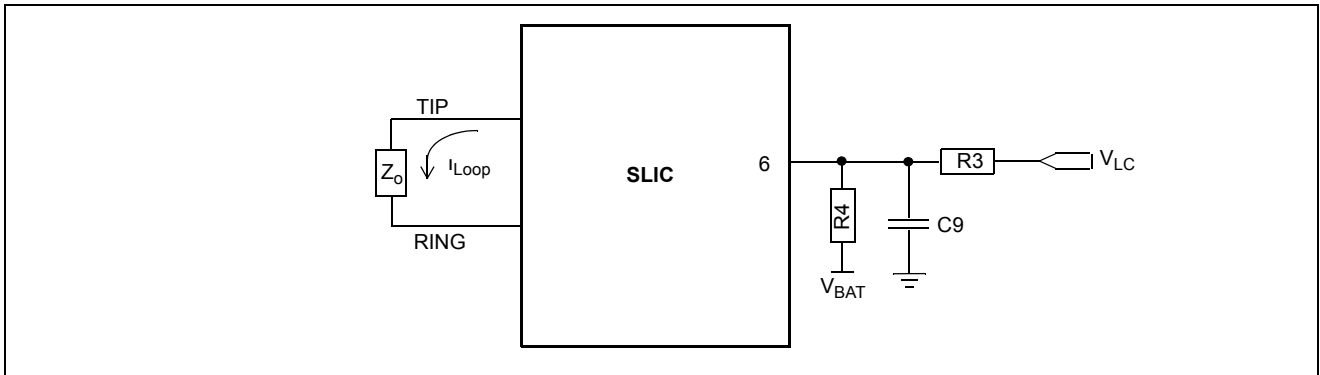 TIP
Zo
ILoop
RING
SLIC
6
R3
VLC
R4
C9
VBAT